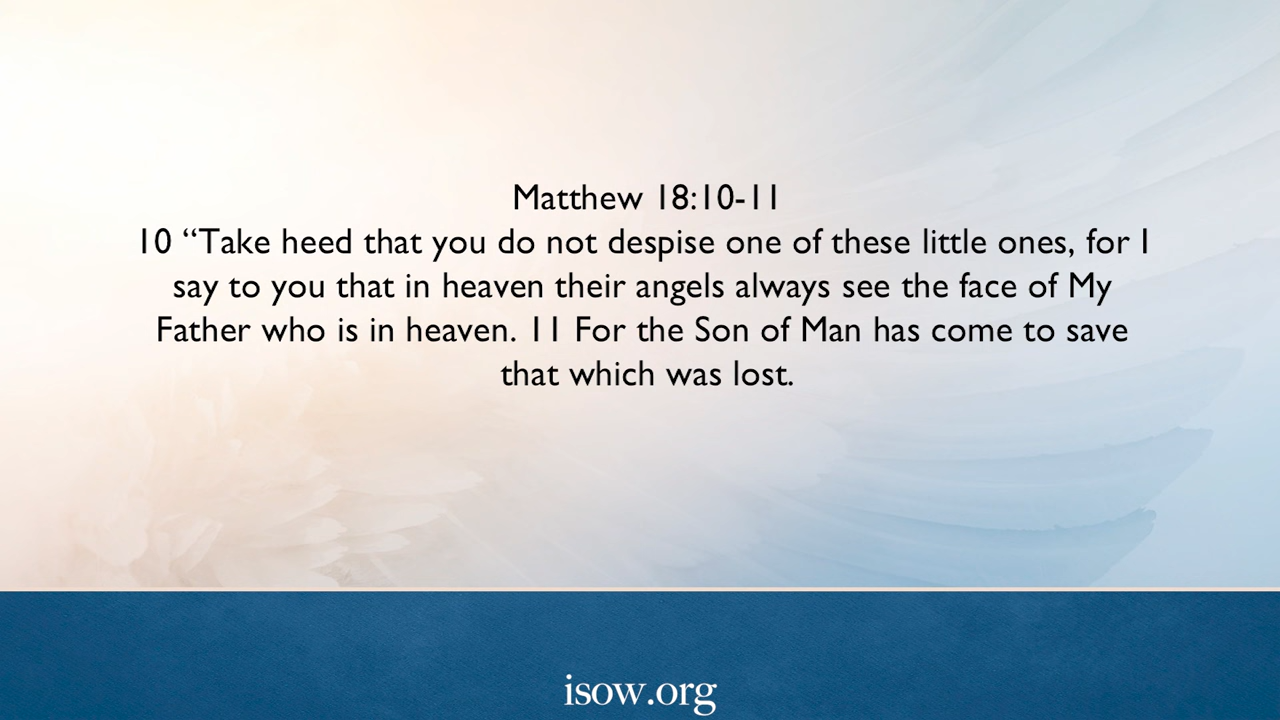 Matthew 18:10-11
10 “Take heed that you do not despise one of these little ones, for I
say to you that in heaven their angels always see the face of My
Father who is in heaven. 11 For the Son of Man has come to save
that which was lost.
isow.org